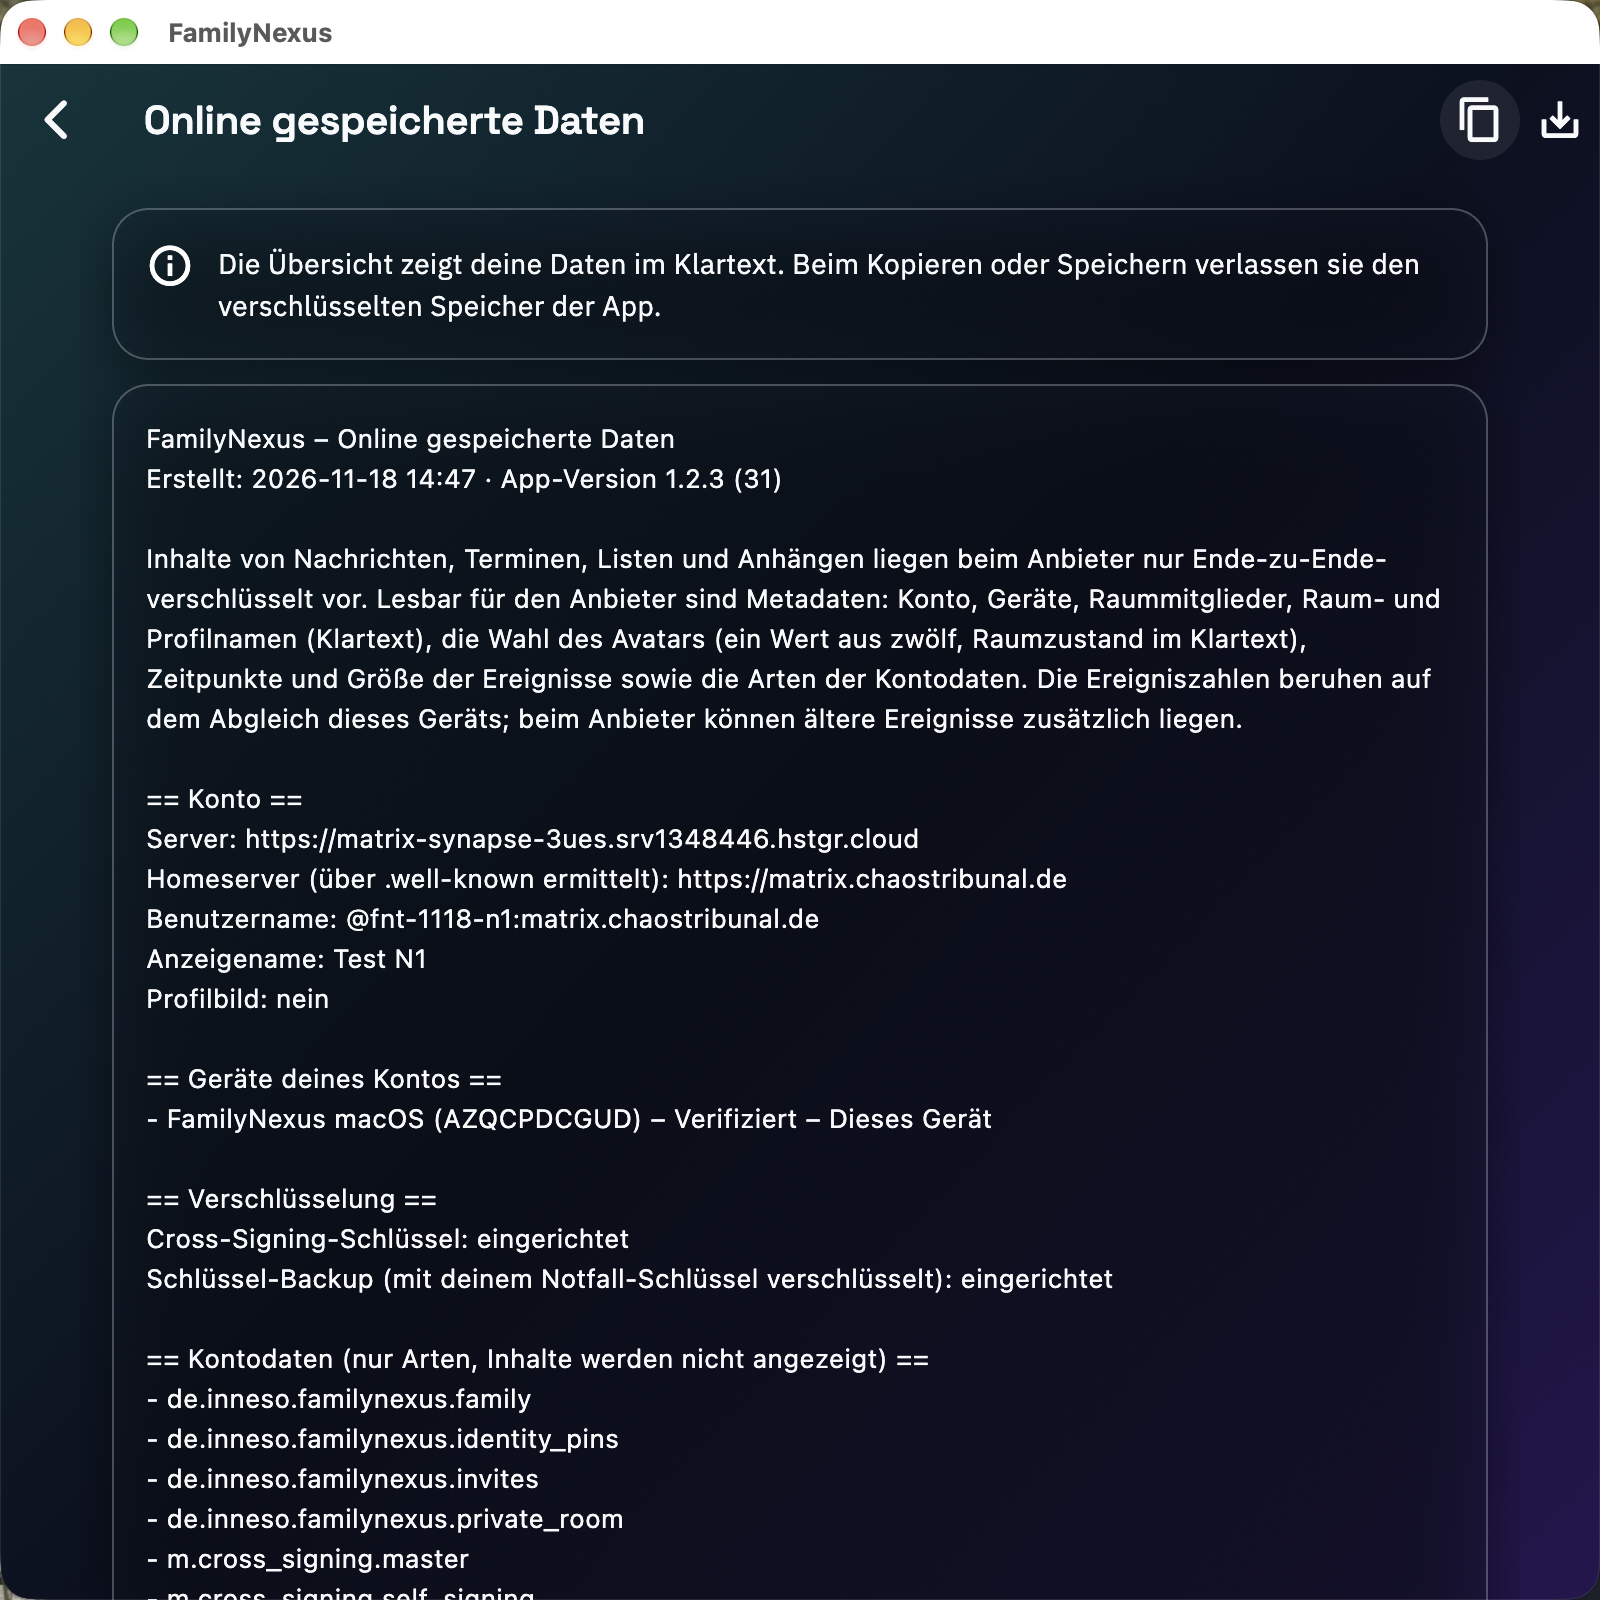 FamilyNexus
Online gespeicherte Daten
Die Übersicht zeigt deine Daten im Klartext. Beim Kopieren oder Speichern verlassen sie den
verschlüsselten Speicher der App.
FamilyNexus – Online gespeicherte Daten
Erstellt: 2026-11-18 14:47 · App-Version 1.2.3 (31)
Inhalte von Nachrichten, Terminen, Listen und Anhängen liegen beim Anbieter nur Ende-zu-Ende-
verschlüsselt vor. Lesbar für den Anbieter sind Metadaten: Konto, Geräte, Raummitglieder, Raum- und
Profilnamen (Klartext), die Wahl des Avatars (ein Wert aus zwölf, Raumzustand im Klartext),
Zeitpunkte und Größe der Ereignisse sowie die Arten der Kontodaten. Die Ereigniszahlen beruhen auf
dem Abgleich dieses Geräts; beim Anbieter können ältere Ereignisse zusätzlich liegen.
== Konto ==
Server: https://matrix-synapse-3ues.srv1348446.hstgr.cloud
Homeserver (über .well-known ermittelt): https://matrix.chaostribunal.de
Benutzername: @fnt-1118-n1:matrix.chaostribunal.de
Anzeigename: Test N1
Profilbild: nein
== Geräte deines Kontos ==
- FamilyNexus macOS (AZQCPDCGUD) – Verifiziert – Dieses Gerät
== Verschlüsselung ==
Cross-Signing-Schlüssel: eingerichtet
Schlüssel-Backup (mit deinem Notfall-Schlüssel verschlüsselt): eingerichtet
== Kontodaten (nur Arten, Inhalte werden nicht angezeigt) ==
- de.inneso.familynexus.family
- de.inneso.familynexus.identity_pins
- de.inneso.familynexus.invites
- de.inneso.familynexus.private_room
- m.cross_signing.master
- m.cross_signing.self_signing